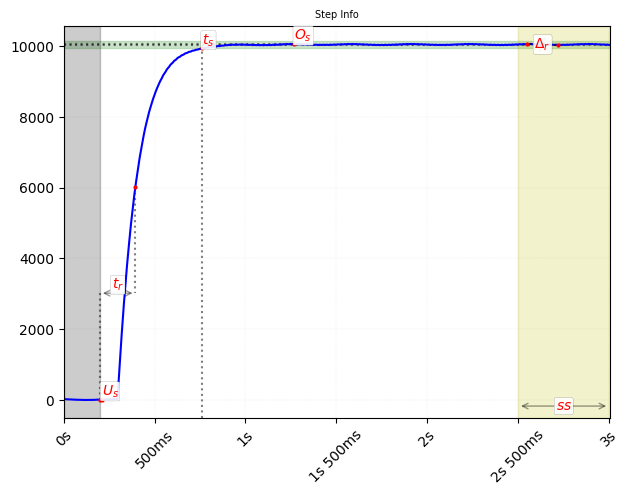 Step Info
10000
8000
6000
4000
2000
0
t_s
O_s
Δ_r
t_r
U_s
ss
0s
500ms
1s
1s 500ms
2s
2s 500ms
3s